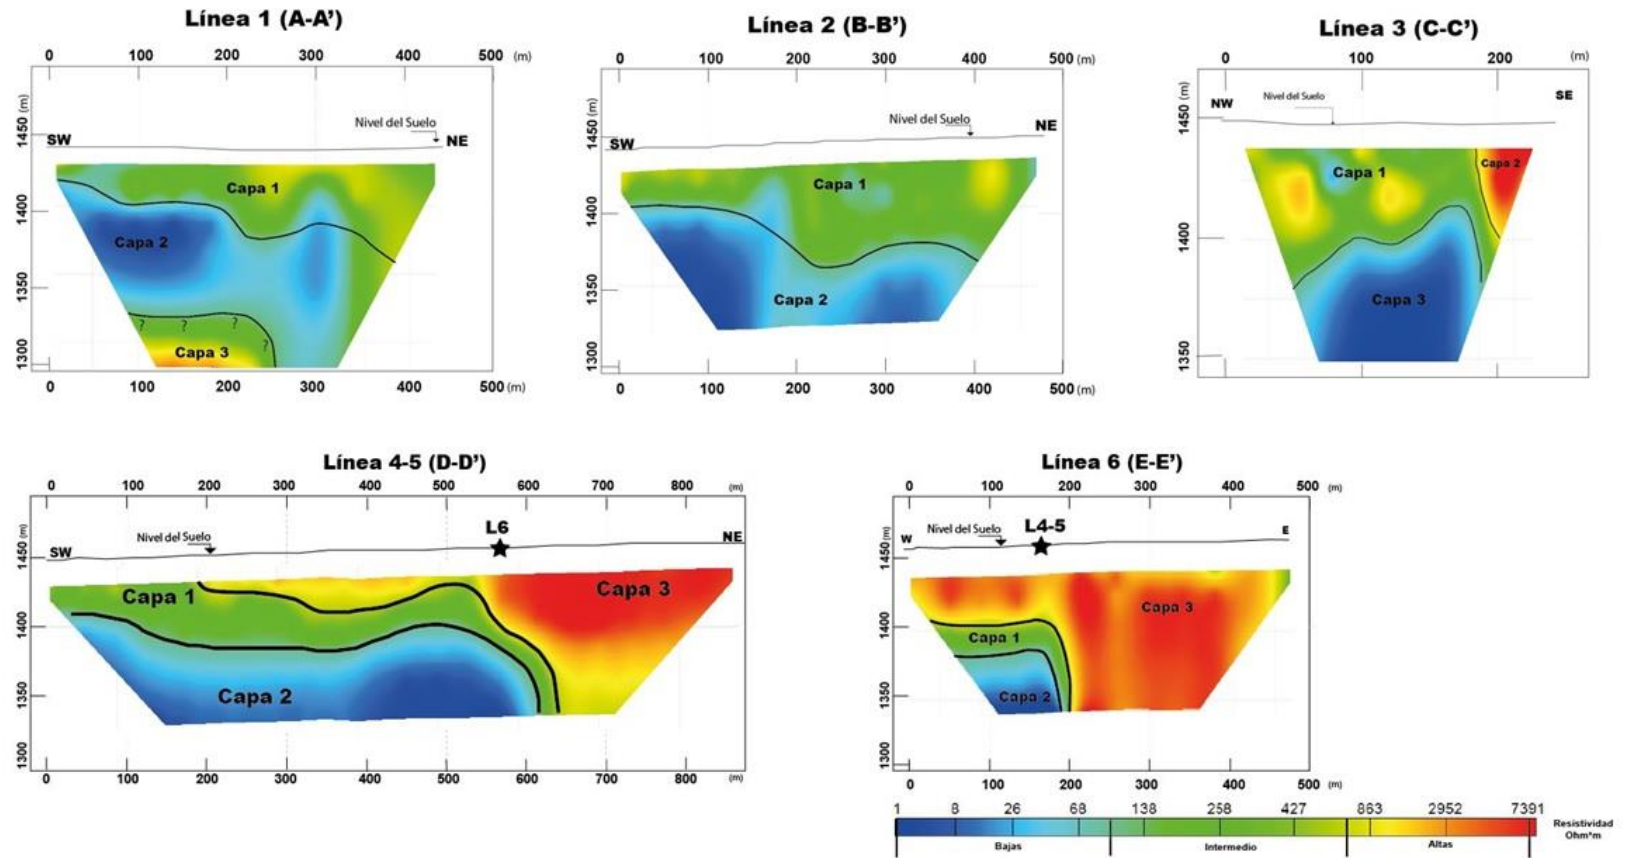 Línea 1 (A-A’)
0 100 200 300 400 500 (m)
1450 (m)
1400
1350
1300
Nivel del Suelo
SW
NE
Capa 1
Capa 2
Capa 3
? ? ? ?
0 100 200 300 400 500 (m)
Línea 2 (B-B’)
0 100 200 300 400 500 (m)
1450 (m)
1400
1350
1300
Nivel del Suelo
SW
NE
Capa 1
Capa 2
0 100 200 300 400 500 (m)
Línea 3 (C-C’)
0 100 200 (m)
1450 (m)
1400
1350
NW
Nivel del Suelo
SE
Capa 1
Capa 2
Capa 3
Línea 4-5 (D-D’)
0 100 200 300 400 500 600 700 800 (m)
1450 (m)
1400
1350
1300
L6
Nivel del Suelo
SW
NE
Capa 1
Capa 3
Capa 2
0 100 200 300 400 500 600 700 800 (m)
Línea 6 (E-E’)
0 100 200 300 400 500 (m)
1450 (m)
1400
1350
1300
Nivel del Suelo
L4-5
W
E
Capa 3
Capa 1
Capa 2
0 100 200 300 400 500 (m)
1 8 26 68 138 258 427 863 2952 7391
Resistividad
Ohm*m
Bajas Intermedio Altas